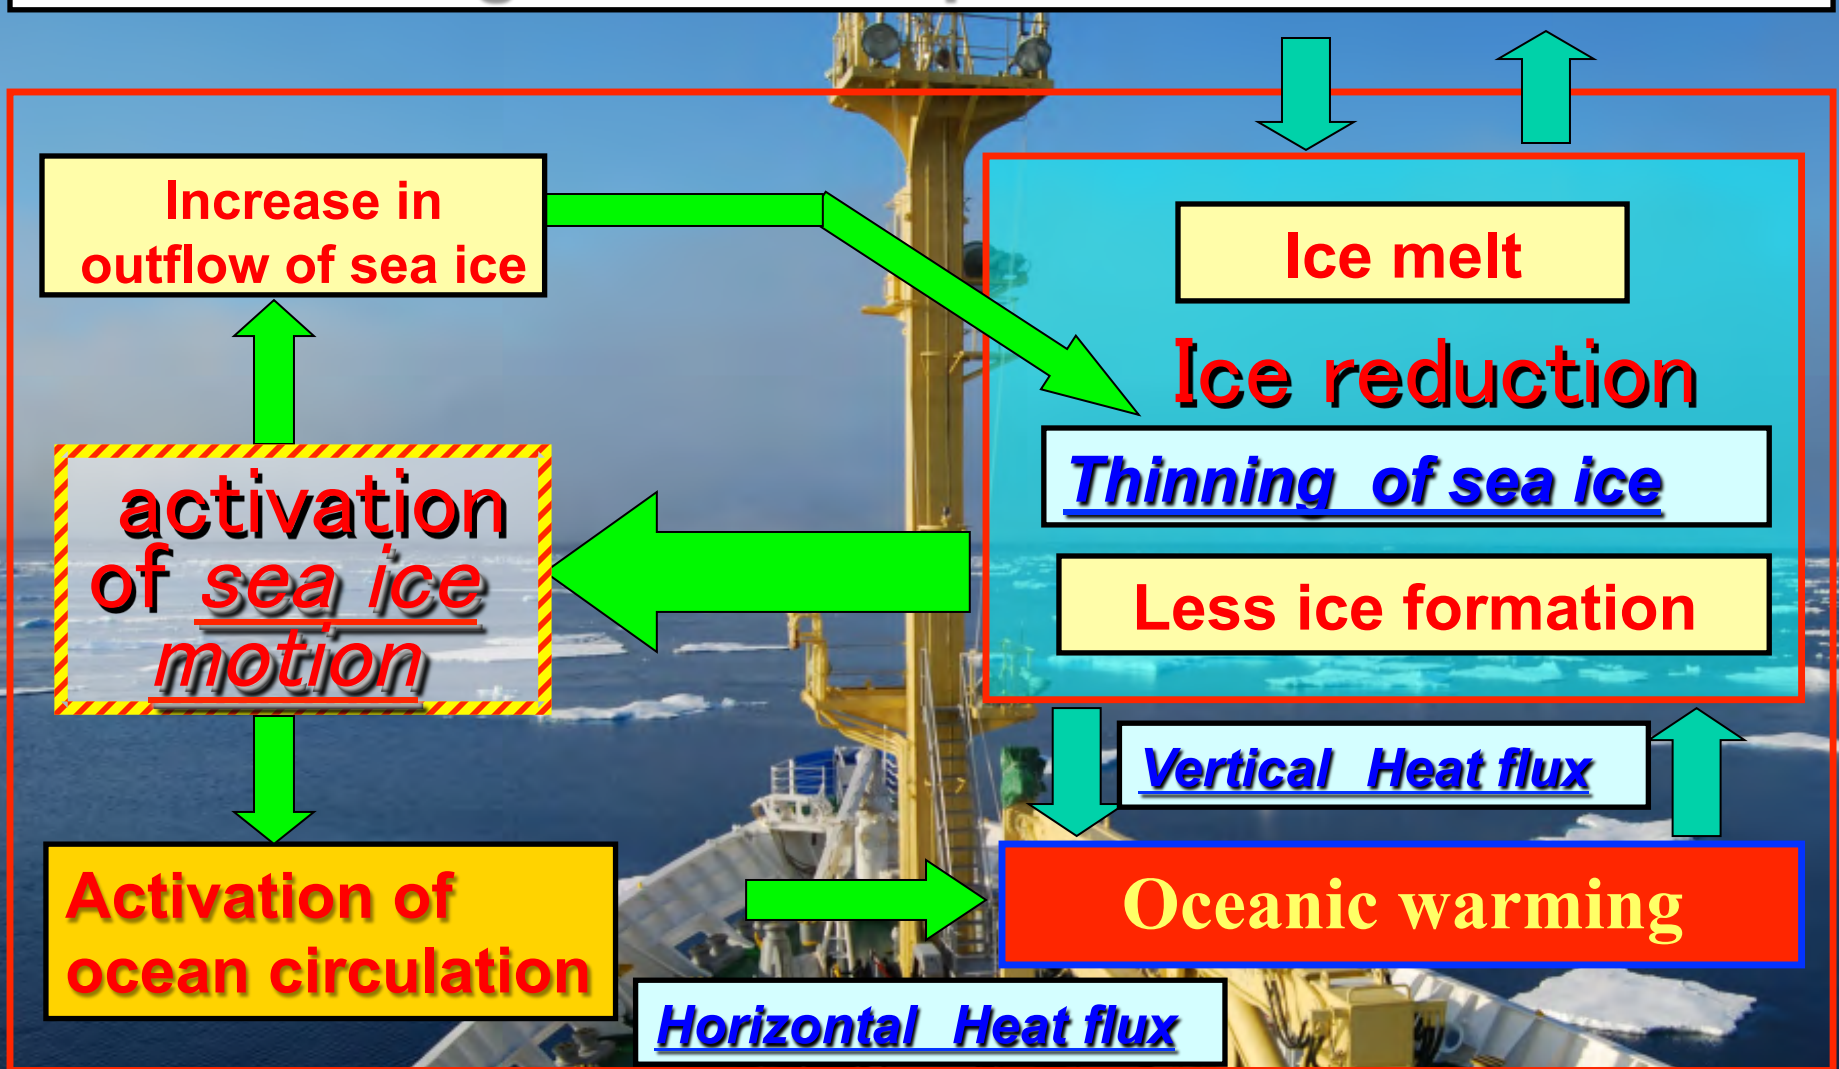 Increase in
outflow of sea ice
Ice melt
Ice reduction
Thinning of sea ice
activation
of sea ice
motion
Less ice formation
Vertical Heat flux
Activation of
ocean circulation
Oceanic warming
Horizontal Heat flux